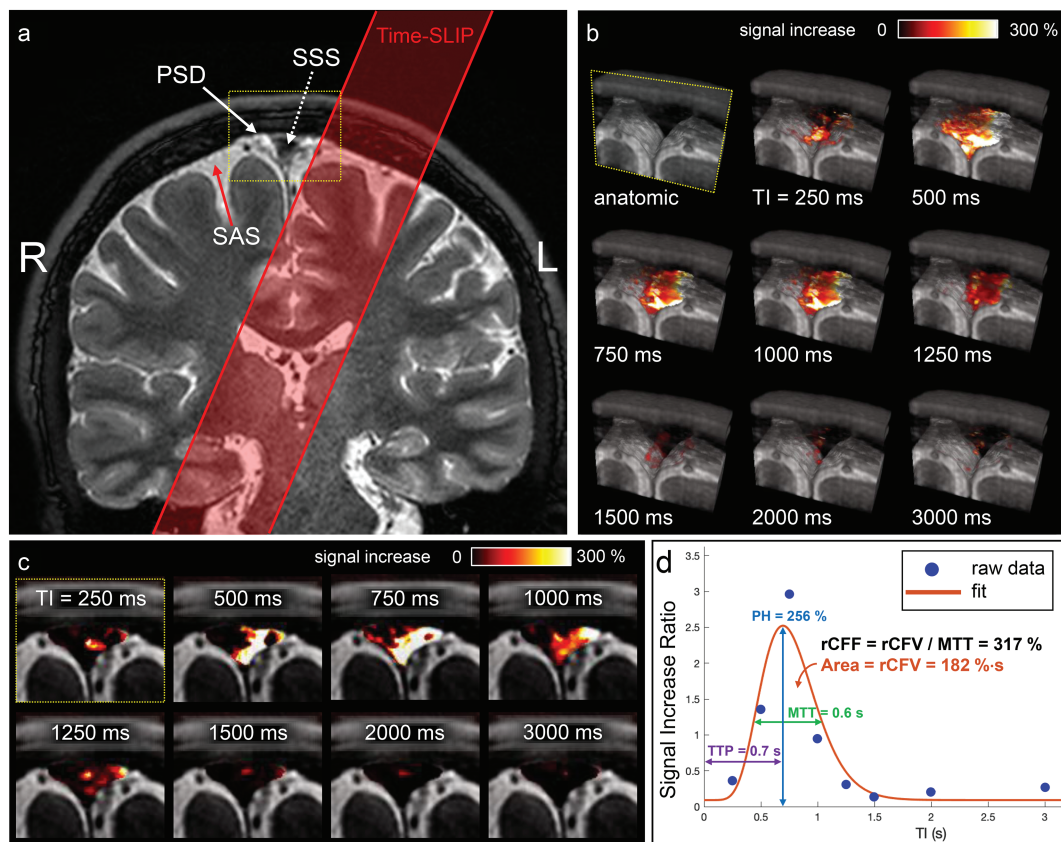 a
Time-SLIP
SSS
PSD
SAS
R
L
b
signal increase 0 300 %
anatomic
TI = 250 ms
500 ms
750 ms
1000 ms
1250 ms
1500 ms
2000 ms
3000 ms
c
signal increase 0 300 %
TI = 250 ms
500 ms
750 ms
1000 ms
1250 ms
1500 ms
2000 ms
3000 ms
d
raw data
fit
PH = 256 %
rCFF = rCFV / MTT = 317 %
Area = rCFV = 182 %·s
MTT = 0.6 s
TTP = 0.7 s
Signal Increase Ratio
3.5
3
2.5
2
1.5
1
0.5
0
0 0.5 1 1.5 2 2.5 3
TI (s)